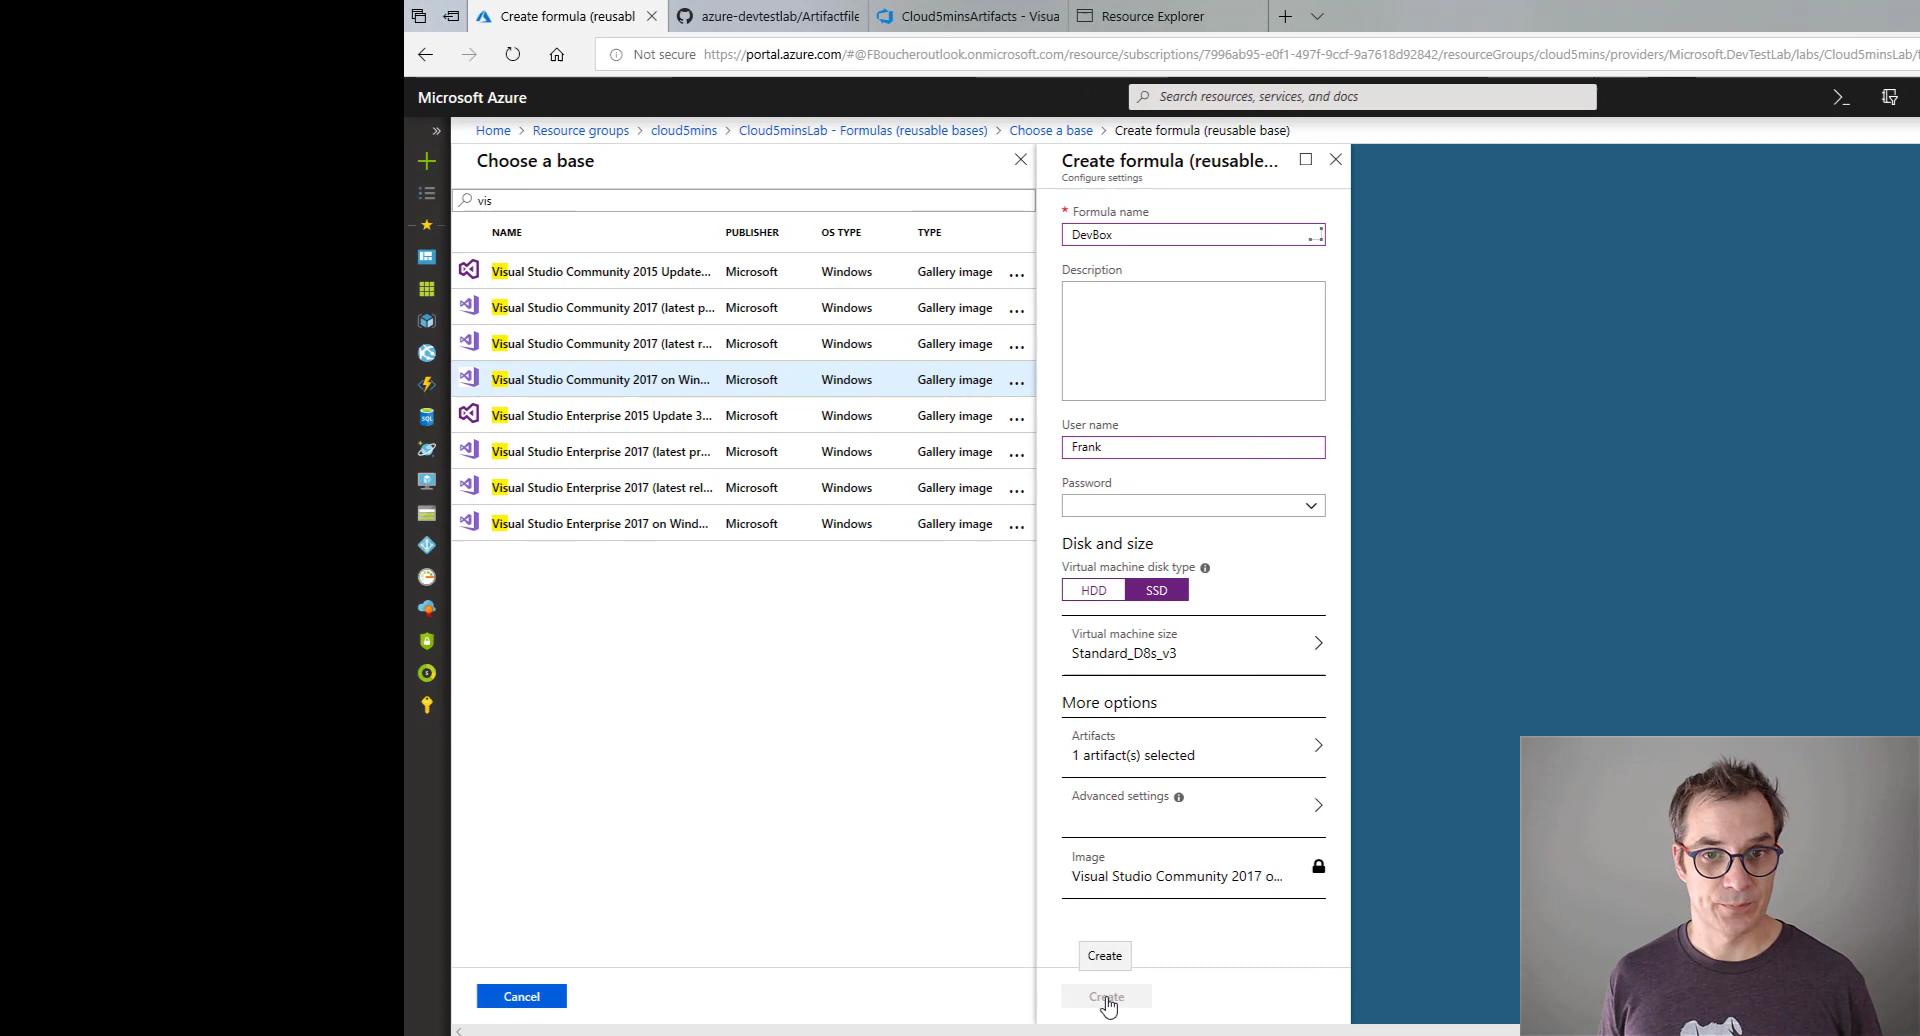 Create formula (reusabl
azure-devtestlab/Artifactfile
Cloud5minsArtifacts - Visua
Resource Explorer
Not secure https://portal.azure.com/#@FBoucheroutlook.onmicrosoft.com/resource/subscriptions/7996ab95-e0f1-497f-9ccf-9a7618d92842/resourceGroups/cloud5mins/providers/Microsoft.DevTestLab/labs/Cloud5minsLab/f
Microsoft Azure
Search resources, services, and docs
Home > Resource groups > cloud5mins > Cloud5minsLab - Formulas (reusable bases) > Choose a base > Create formula (reusable base)
Choose a base
vis
NAME PUBLISHER OS TYPE TYPE
Visual Studio Community 2015 Update... Microsoft Windows Gallery image ...
Visual Studio Community 2017 (latest p... Microsoft Windows Gallery image ...
Visual Studio Community 2017 (latest r... Microsoft Windows Gallery image ...
Visual Studio Community 2017 on Win... Microsoft Windows Gallery image ...
Visual Studio Enterprise 2015 Update 3... Microsoft Windows Gallery image ...
Visual Studio Enterprise 2017 (latest pr... Microsoft Windows Gallery image ...
Visual Studio Enterprise 2017 (latest rel... Microsoft Windows Gallery image ...
Visual Studio Enterprise 2017 on Wind... Microsoft Windows Gallery image ...
Cancel
Create formula (reusable...
Configure settings
* Formula name
DevBox
Description
User name
Frank
Password
Disk and size
Virtual machine disk type
HDD SSD
Virtual machine size
Standard_D8s_v3
More options
Artifacts
1 artifact(s) selected
Advanced settings
Image
Visual Studio Community 2017 o...
Create
Create
SQL